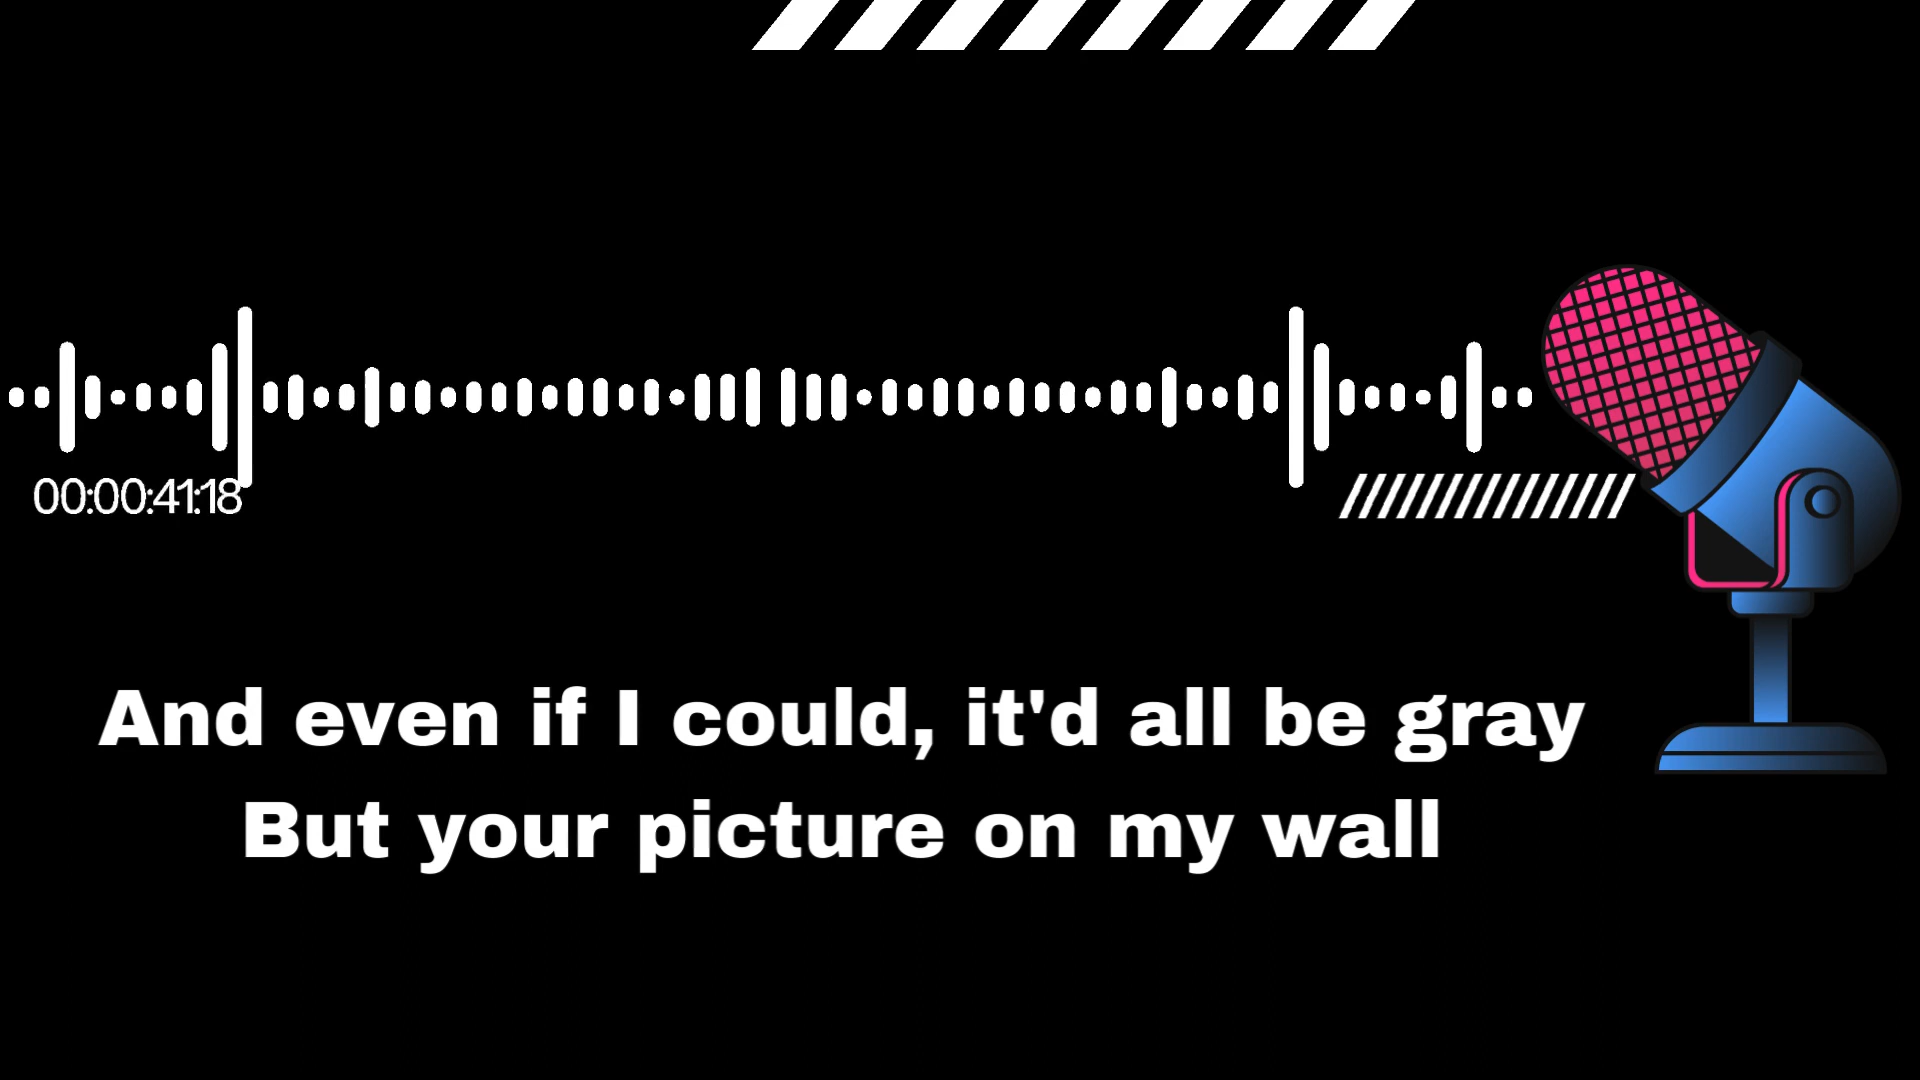 00:00:41:18
And even if I could, it'd all be gray
But your picture on my wall